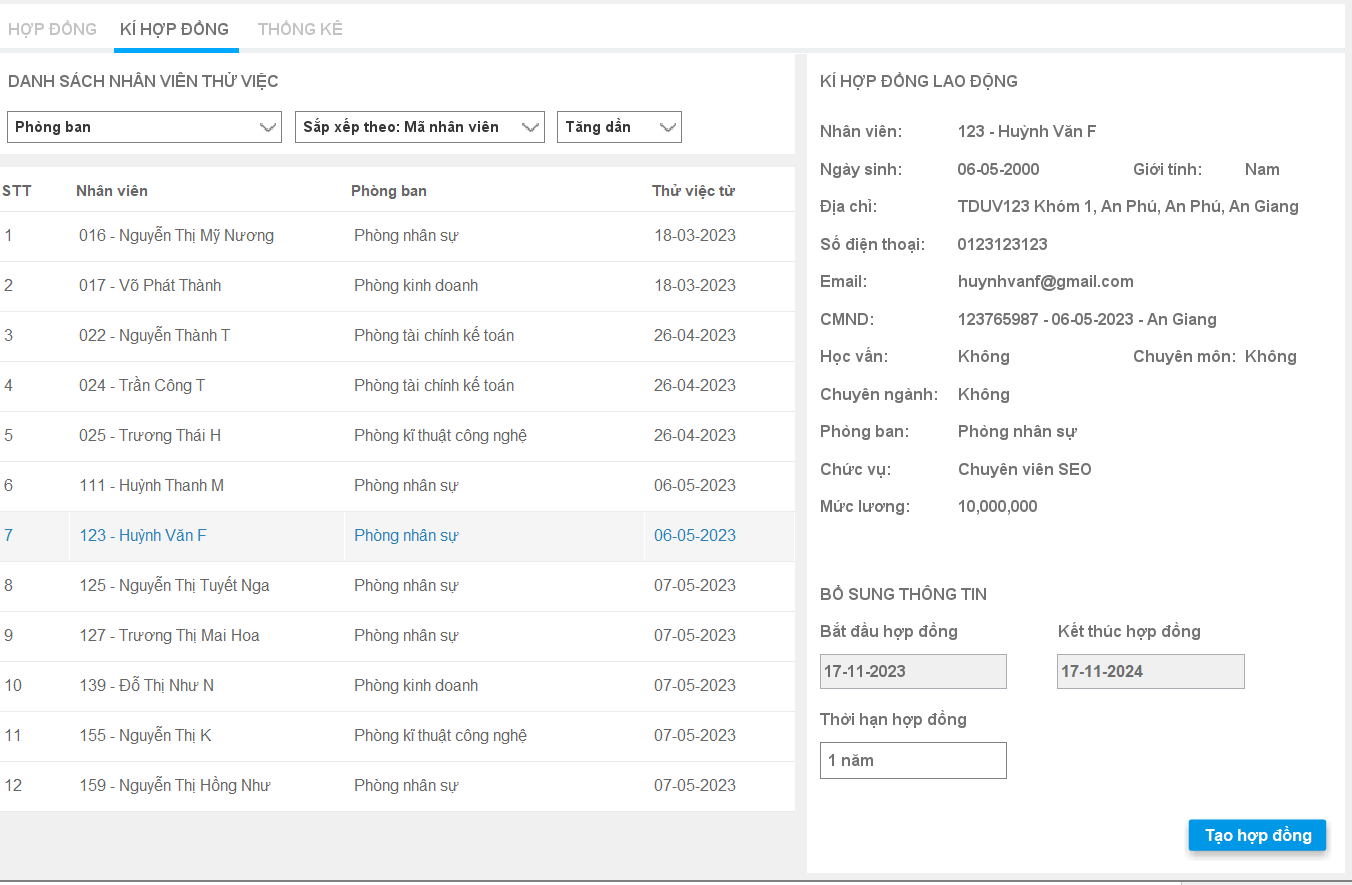 HỢP ĐỒNG KÍ HỢP ĐỒNG THỐNG KÊ
DANH SÁCH NHÂN VIÊN THỬ VIỆC
Phòng ban Sắp xếp theo: Mã nhân viên Tăng dần
STT Nhân viên Phòng ban Thử việc từ
1 016 - Nguyễn Thị Mỹ Nương Phòng nhân sự 18-03-2023
2 017 - Võ Phát Thành Phòng kinh doanh 18-03-2023
3 022 - Nguyễn Thành T Phòng tài chính kế toán 26-04-2023
4 024 - Trần Công T Phòng tài chính kế toán 26-04-2023
5 025 - Trương Thái H Phòng kĩ thuật công nghệ 26-04-2023
6 111 - Huỳnh Thanh M Phòng nhân sự 06-05-2023
7 123 - Huỳnh Văn F Phòng nhân sự 06-05-2023
8 125 - Nguyễn Thị Tuyết Nga Phòng nhân sự 07-05-2023
9 127 - Trương Thị Mai Hoa Phòng nhân sự 07-05-2023
10 139 - Đỗ Thị Như N Phòng kinh doanh 07-05-2023
11 155 - Nguyễn Thị K Phòng kĩ thuật công nghệ 07-05-2023
12 159 - Nguyễn Thị Hồng Như Phòng nhân sự 07-05-2023
KÍ HỢP ĐỒNG LAO ĐỘNG
Nhân viên: 123 - Huỳnh Văn F
Ngày sinh: 06-05-2000 Giới tính: Nam
Địa chỉ: TDUV123 Khóm 1, An Phú, An Phú, An Giang
Số điện thoại: 0123123123
Email: huynhvanf@gmail.com
CMND: 123765987 - 06-05-2023 - An Giang
Học vấn: Không Chuyên môn: Không
Chuyên ngành: Không
Phòng ban: Phòng nhân sự
Chức vụ: Chuyên viên SEO
Mức lương: 10,000,000
BỔ SUNG THÔNG TIN
Bắt đầu hợp đồng Kết thúc hợp đồng
17-11-2023 17-11-2024
Thời hạn hợp đồng
1 năm
Tạo hợp đồng